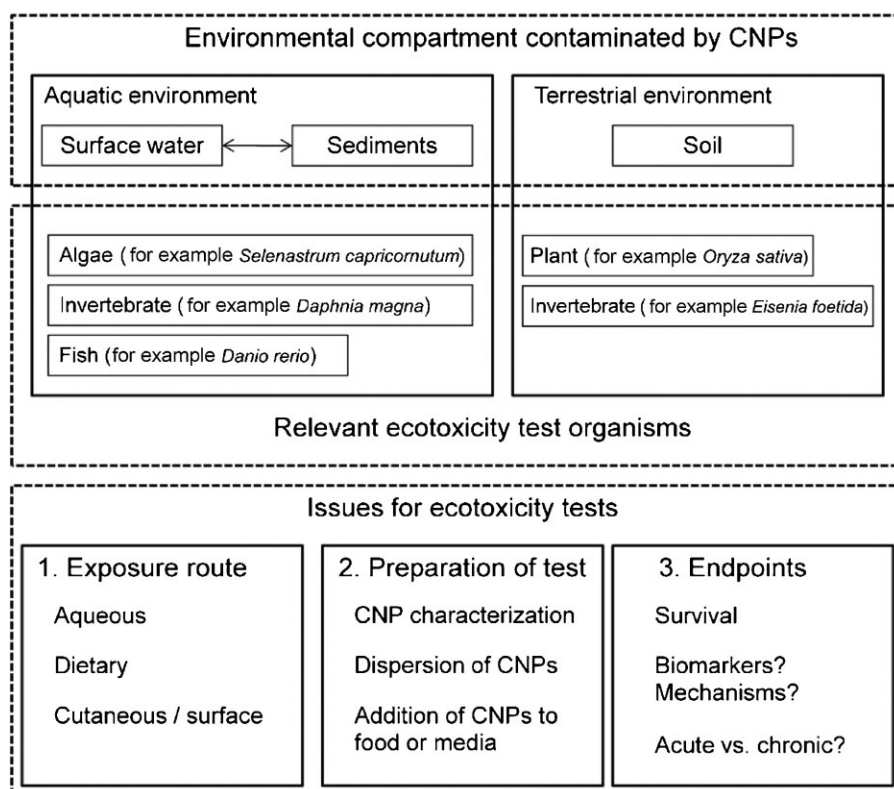 Environmental compartment contaminated by CNPs
Aquatic environment
Surface water
Sediments
Terrestrial environment
Soil
Algae (for example Selenastrum capricornutum)
Invertebrate (for example Daphnia magna)
Fish (for example Danio rerio)
Plant (for example Oryza sativa)
Invertebrate (for example Eisenia foetida)
Relevant ecotoxicity test organisms
Issues for ecotoxicity tests
1. Exposure route
Aqueous
Dietary
Cutaneous / surface
2. Preparation of test
CNP characterization
Dispersion of CNPs
Addition of CNPs to
food or media
3. Endpoints
Survival
Biomarkers?
Mechanisms?
Acute vs. chronic?